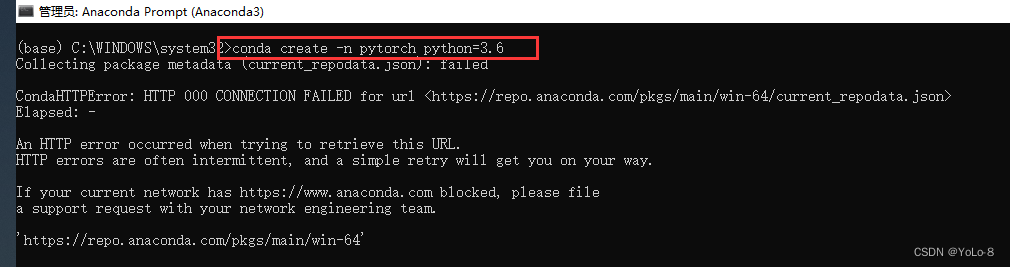 管理员: Anaconda Prompt (Anaconda3)
(base) C:\WINDOWS\system32>conda create -n pytorch python=3.6
Collecting package metadata (current_repodata.json): failed
CondaHTTPError: HTTP 000 CONNECTION FAILED for url <https://repo.anaconda.com/pkgs/main/win-64/current_repodata.json>
Elapsed: -
An HTTP error occurred when trying to retrieve this URL.
HTTP errors are often intermittent, and a simple retry will get you on your way.
If your current network has https://www.anaconda.com blocked, please file
a support request with your network engineering team.
'https://repo.anaconda.com/pkgs/main/win-64'
CSDN @YoLo-8